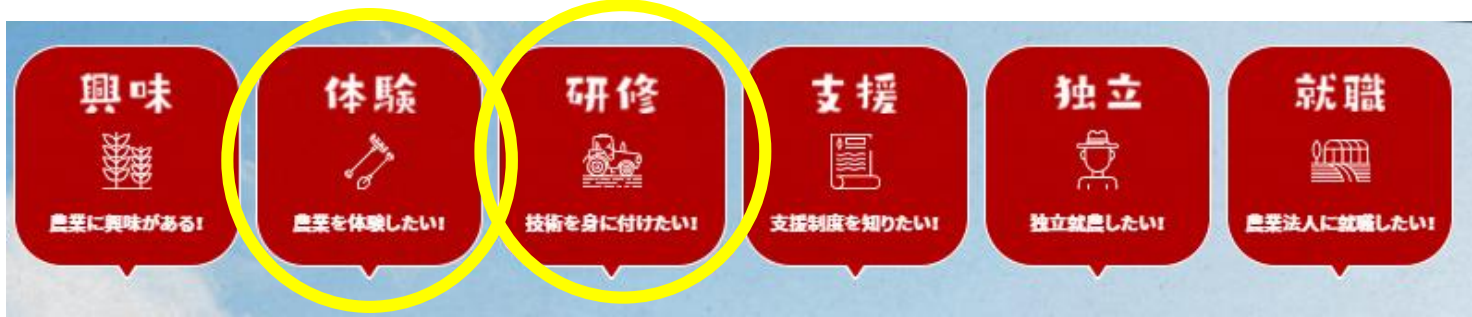 興味
農業に興味がある!
体験
農業を体験したい!
研修
技術を身に付けたい!
支援
支援制度を知りたい!
独立
独立就農したい!
就職
農業法人に就職したい!